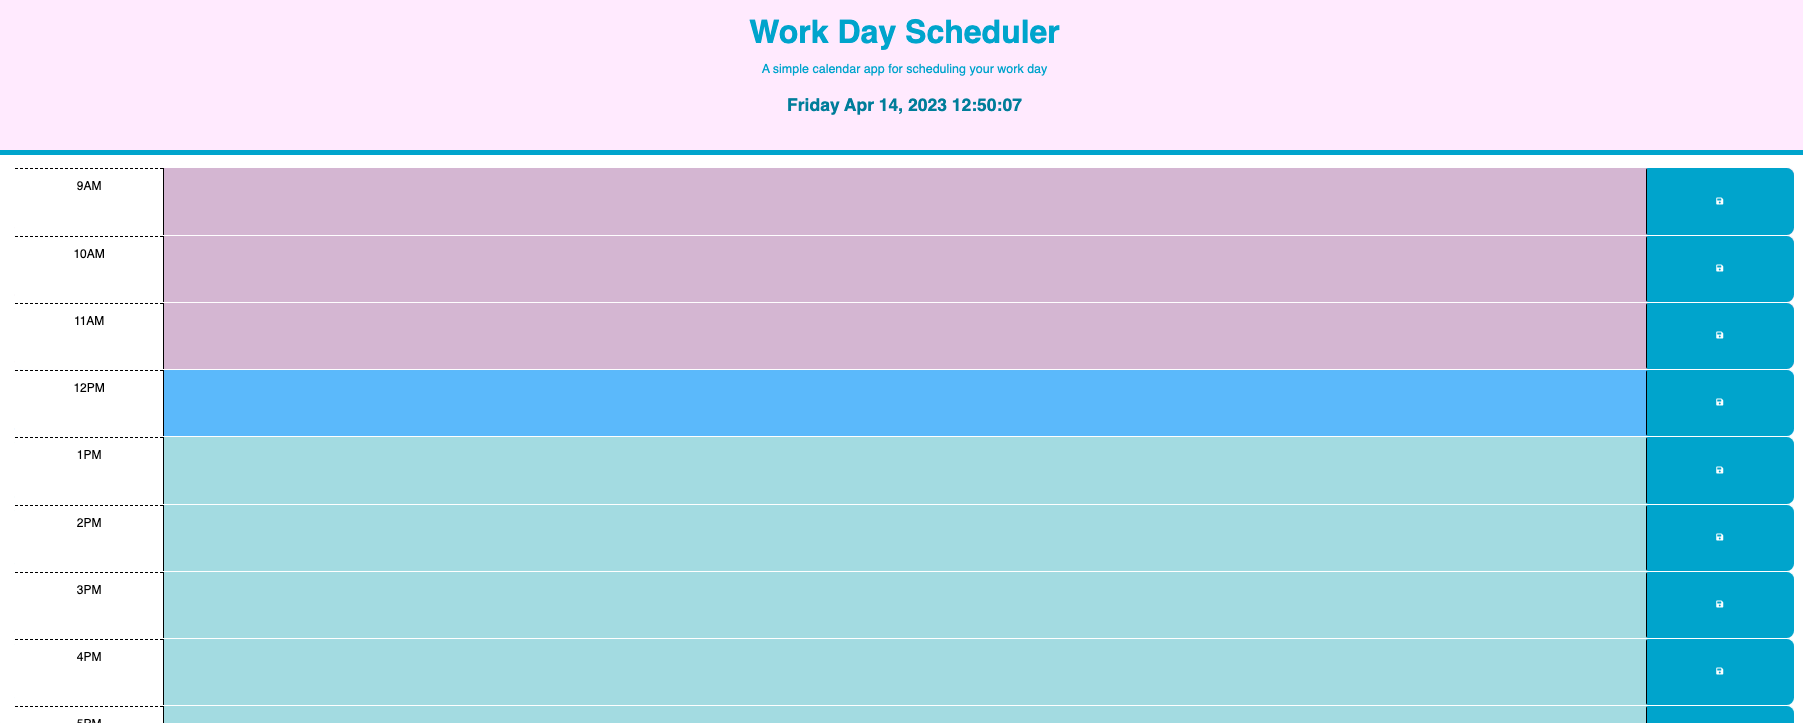 Work Day Scheduler
A simple calendar app for scheduling your work day
Friday Apr 14, 2023 12:50:07
9AM
10AM
11AM
12PM
1PM
2PM
3PM
4PM
5PM